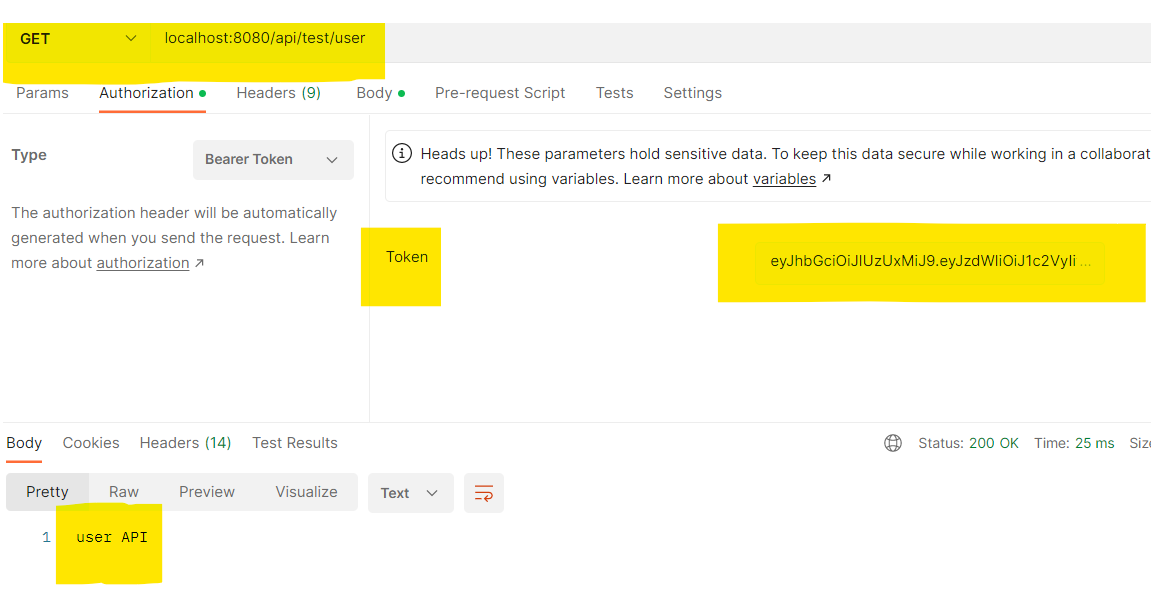 GET localhost:8080/api/test/user
Params Authorization Headers (9) Body Pre-request Script Tests Settings
Type Bearer Token
The authorization header will be automatically
generated when you send the request. Learn
more about authorization ↗
Heads up! These parameters hold sensitive data. To keep this data secure while working in a collaborat
recommend using variables. Learn more about variables ↗
Token eyJhbGciOiJIUzUxMiJ9.eyJzdWIiOiJ1c2VyIi ...
Body Cookies Headers (14) Test Results Status: 200 OK Time: 25 ms Size
Pretty Raw Preview Visualize Text
1 user API